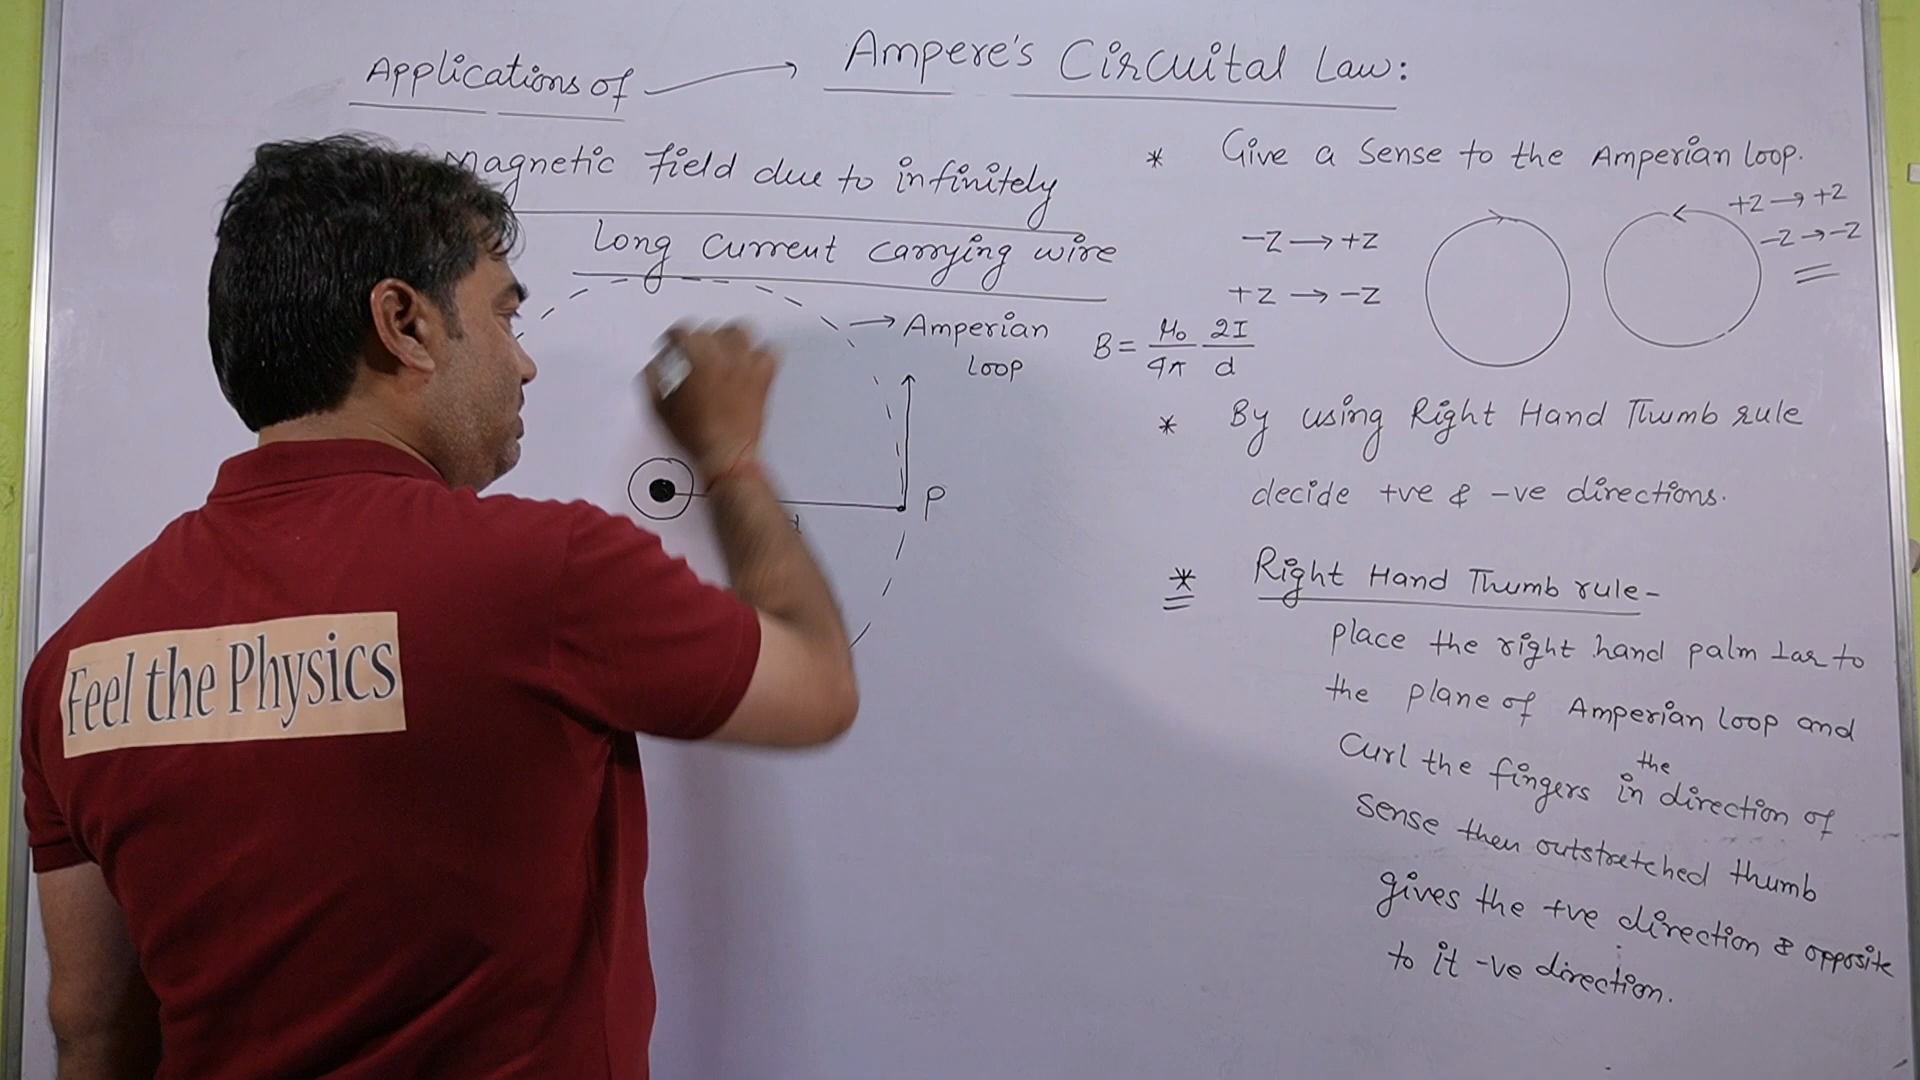 Applications of → Ampere's Circuital Law:
Magnetic field due to infinitely
long current carrying wire
→ Amperian
loop
P
d
* Give a sense to the Amperian loop.
-Z → +Z
+Z → -Z
+Z → +Z
-Z → -Z
B = μ₀/4π 2I/d
* By using Right Hand Thumb rule
decide +ve & -ve directions.
* Right Hand Thumb rule-
place the right hand palm ⊥ar to
the plane of Amperian loop and
Curl the fingers in the direction of
sense then outstretched thumb
gives the +ve direction & opposite
to it -ve direction.
Feel the Physics